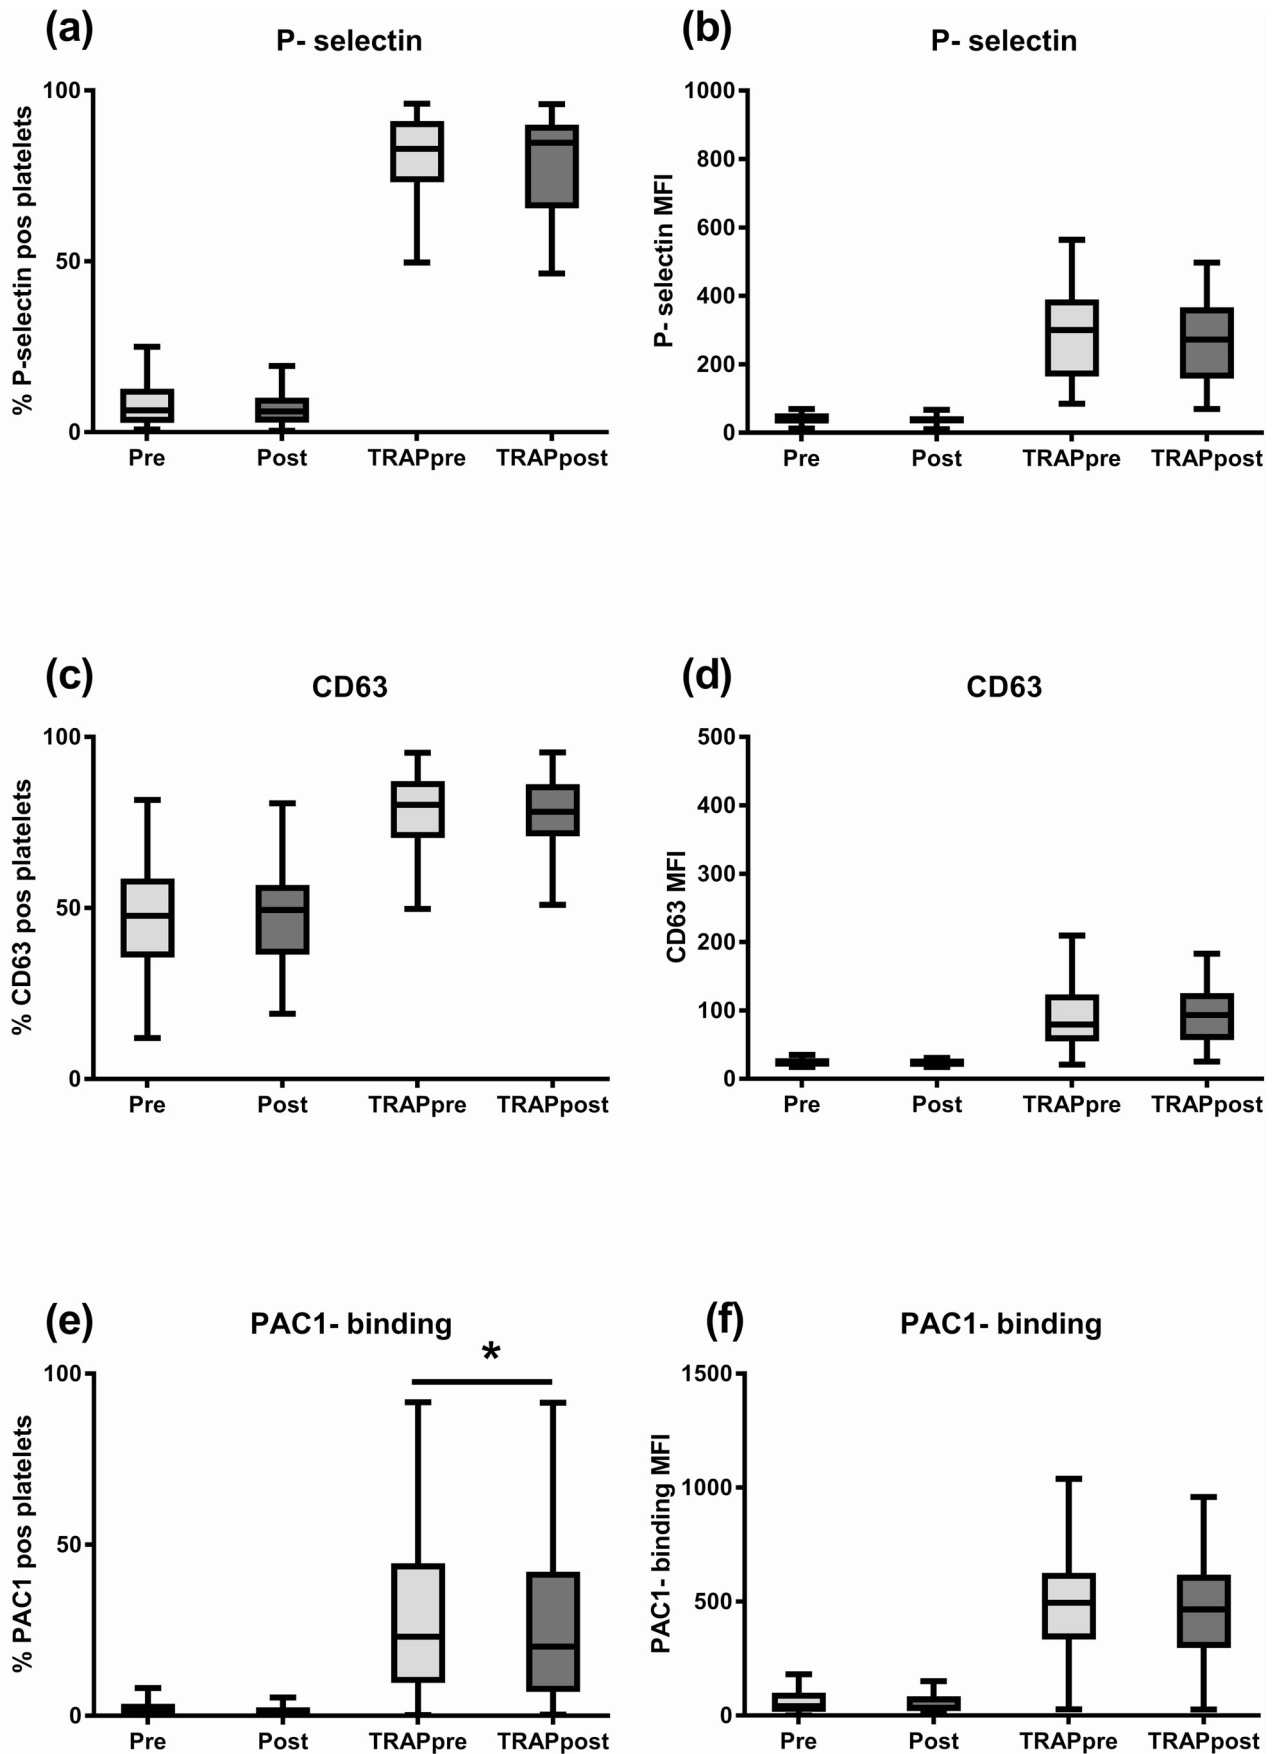 (a)
P- selectin
% P-selectin pos platelets
100
50
0
Pre Post TRAPpre TRAPpost
(b)
P- selectin
P- selectin MFI
1000
800
600
400
200
0
Pre Post TRAPpre TRAPpost
(c)
CD63
% CD63 pos platelets
100
50
0
Pre Post TRAPpre TRAPpost
(d)
CD63
CD63 MFI
500
400
300
200
100
0
Pre Post TRAPpre TRAPpost
(e)
PAC1- binding
*
% PAC1 pos platelets
100
50
0
Pre Post TRAPpre TRAPpost
(f)
PAC1- binding
PAC1- binding MFI
1500
1000
500
0
Pre Post TRAPpre TRAPpost